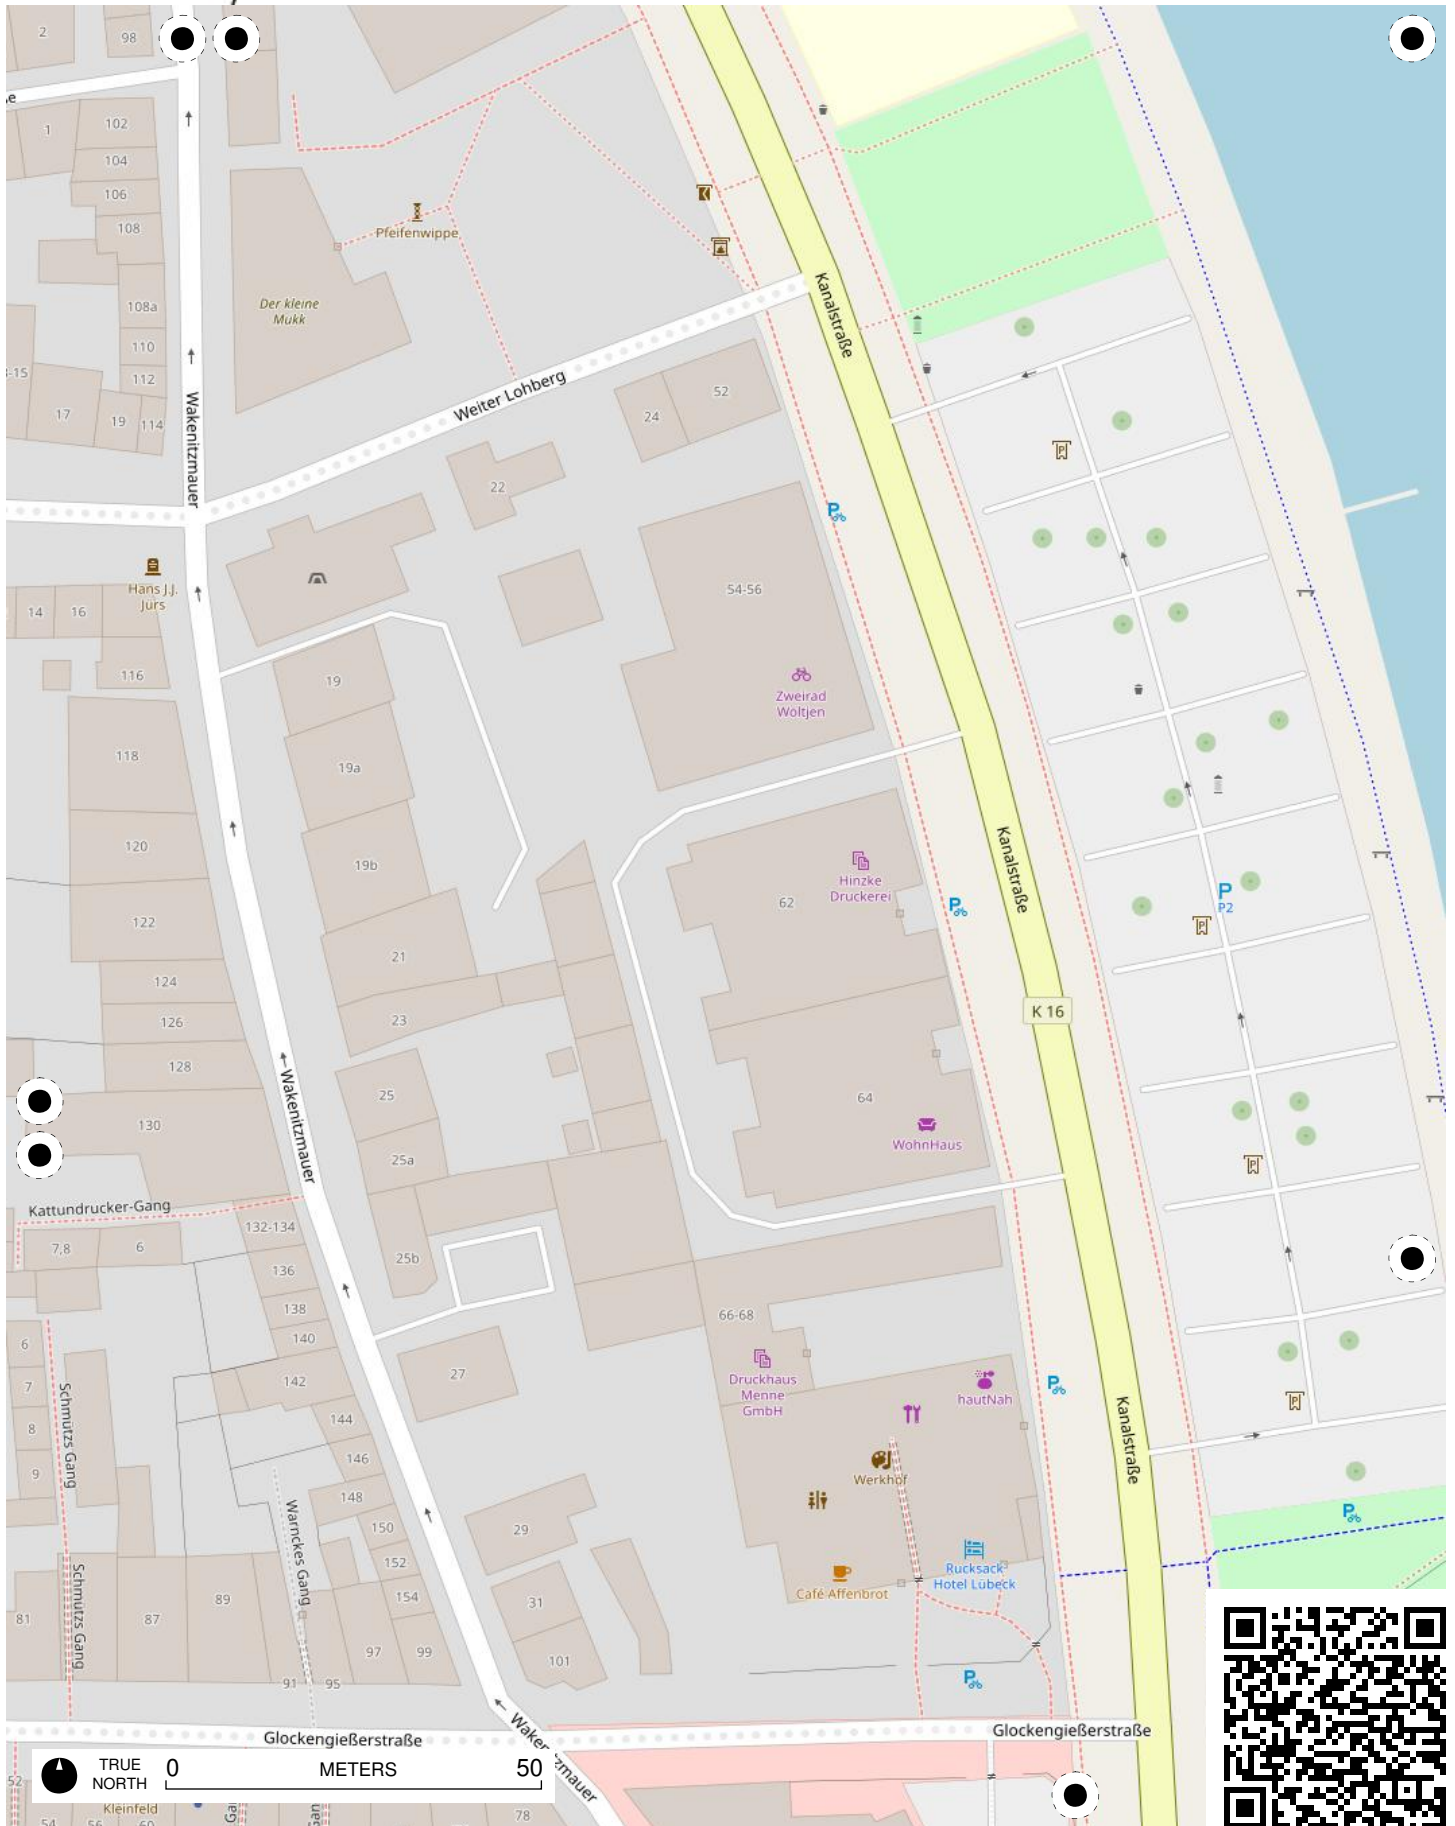 2
98
1
102
104
106
108
108a
110
112
114
17
19
Pfeifenwippe
Der kleine
Mukk
Kanalstraße
Weiter Lohberg
Wakenitzmauer
52
24
22
P
54-56
Hans J.J.
Jürs
14
16
116
19
Zweirad
Wöltjen
118
19a
120
19b
Kanalstraße
Hinzke
Druckerei
62
P
P2
122
21
124
126
23
K 16
128
25
64
130
Wakenitzmauer
WohnHaus
25a
Kattundrucker-Gang
132-134
7,8
6
136
25b
138
66-68
140
6
27
142
Druckhaus
Menne
GmbH
hautNah
7
Schmützs Gang
8
144
Kanalstraße
9
146
Werkhof
148
Warnckes Gang
150
29
152
Rucksack
Hotel Lübeck
Café Affenbrot
154
31
81
Schmützs Gang
87
89
97
99
101
91
95
Glockengießerstraße
Glockengießerstraße
Wakenitzmauer
TRUE
NORTH
0
METERS
50
Kleinfeld
78